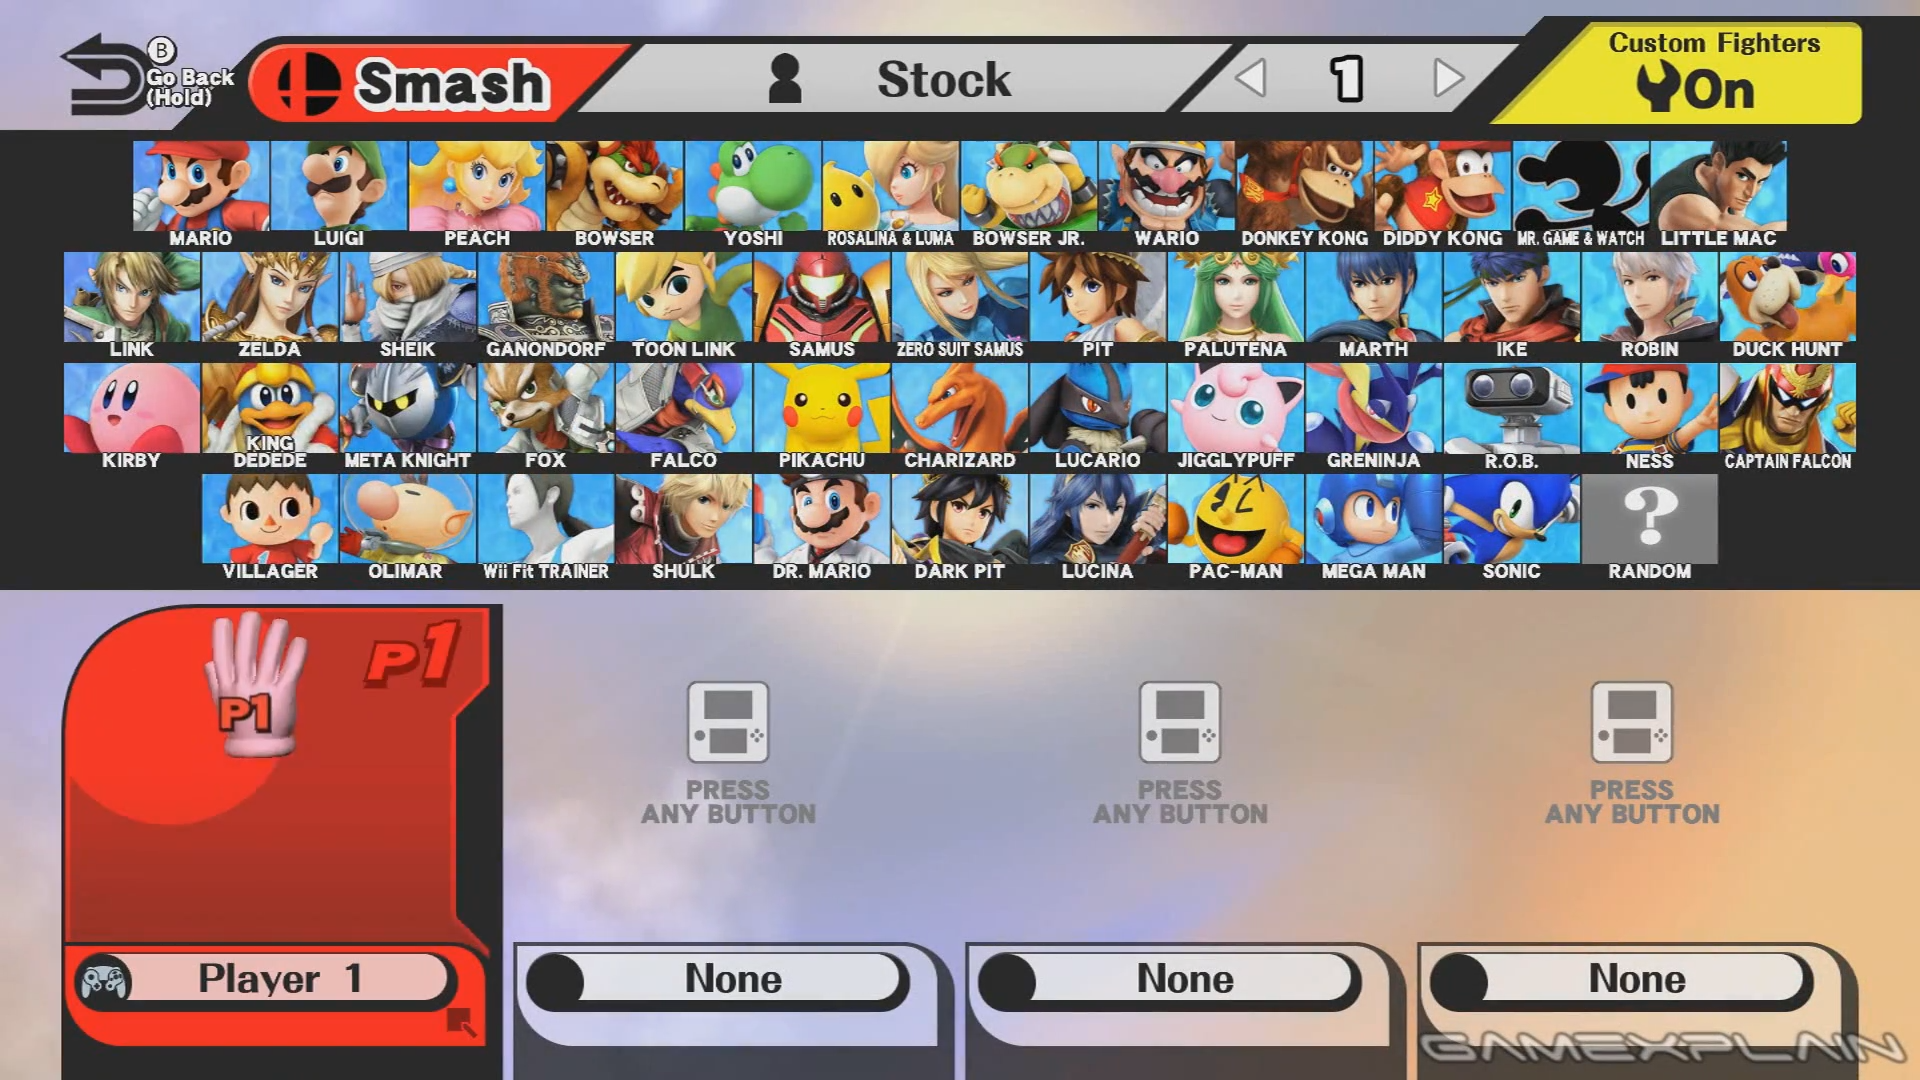 B
Go Back
(Hold)
Smash
Stock
1
Custom Fighters
On
MARIO
LUIGI
PEACH
BOWSER
YOSHI
ROSALINA & LUMA
BOWSER JR.
WARIO
DONKEY KONG
DIDDY KONG
MR. GAME & WATCH
LITTLE MAC
LINK
ZELDA
SHEIK
GANONDORF
TOON LINK
SAMUS
ZERO SUIT SAMUS
PIT
PALUTENA
MARTH
IKE
ROBIN
DUCK HUNT
KIRBY
KING
DEDEDE
META KNIGHT
FOX
FALCO
PIKACHU
CHARIZARD
LUCARIO
JIGGLYPUFF
GRENINJA
R.O.B.
NESS
CAPTAIN FALCON
?
VILLAGER
OLIMAR
Wii Fit TRAINER
SHULK
DR. MARIO
DARK PIT
LUCINA
PAC-MAN
MEGA MAN
SONIC
RANDOM
P1
P1
PRESS
ANY BUTTON
PRESS
ANY BUTTON
PRESS
ANY BUTTON
Player 1
None
None
None
GAMEXPLAIN